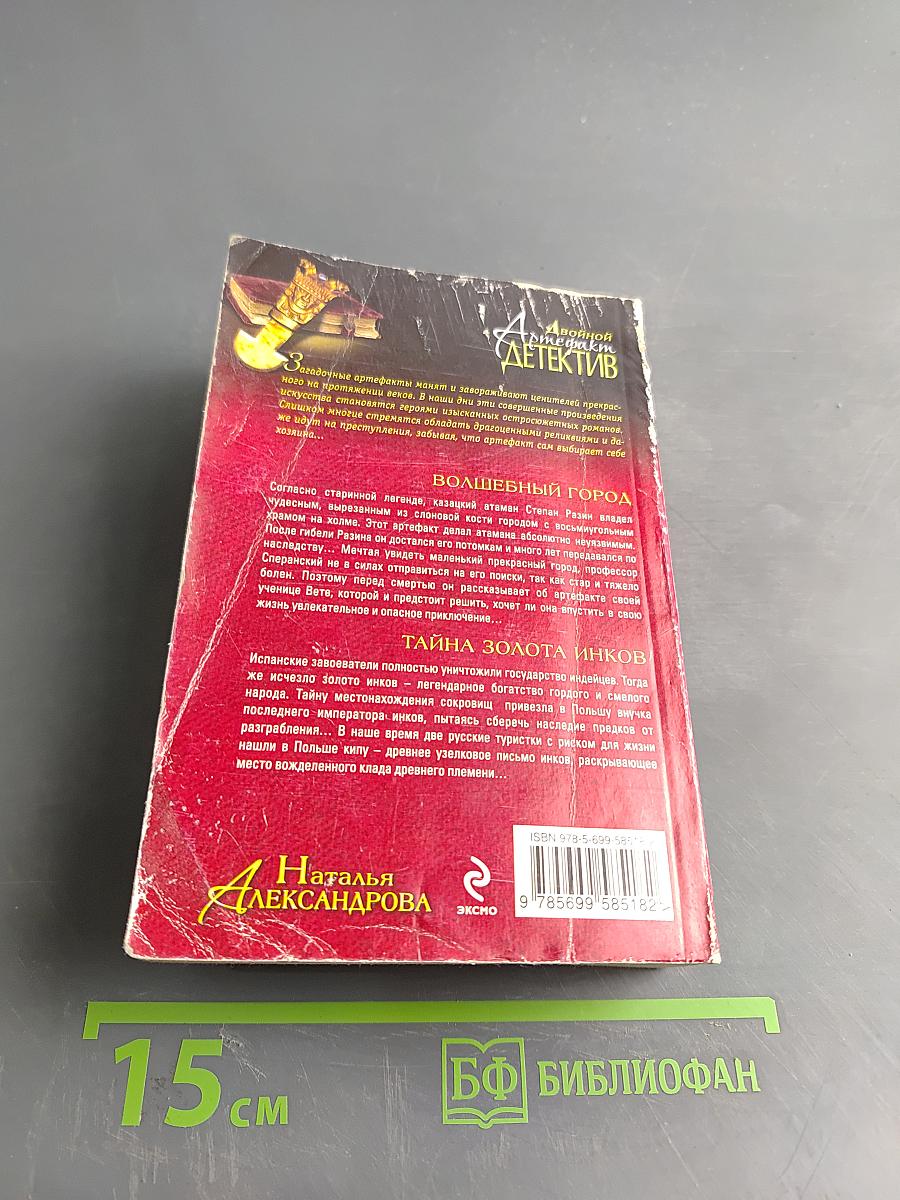 Двойной
Артефакт
ДЕТЕКТИВ
Загадочные артефакты манят и завораживают ценителей прекрас-
ного на протяжении веков. В наши дни эти совершенные произведения
искусства становятся героями изысканных остросюжетных романов.
Слишком многие стремятся обладать драгоценными реликвиями и да-
же идут на преступления, забывая, что артефакт сам выбирает себе
хозяина...
ВОЛШЕБНЫЙ ГОРОД
Согласно старинной легенде, казацкий атаман Степан Разин владел
чудесным, вырезанным из слоновой кости городом с восьмиугольным
храмом на холме. Этот артефакт делал атамана абсолютно неуязвимым.
После гибели Разина он достался его потомкам и много лет передавался по
наследству... Мечтая увидеть маленький прекрасный город, профессор
Сперанский не в силах отправиться на его поиски, так как стар и тяжело
болен. Поэтому перед смертью он рассказывает об артефакте своей
ученице Вете, которой и предстоит решить, хочет ли она впустить в свою
жизнь увлекательное и опасное приключение...
ТАЙНА ЗОЛОТА ИНКОВ
Испанские завоеватели полностью уничтожили государство индейцев. Тогда
же исчезло золото инков – легендарное богатство гордого и смелого
народа. Тайну местонахождения сокровищ привезла в Польшу внучка
последнего императора инков, пытаясь сберечь наследие предков от
разграбления... В наше время две русские туристки с риском для жизни
нашли в Польше кипу – древнее узелковое письмо инков, раскрывающее
место вожделенного клада древнего племени...
Наталья
АЛЕКСАНДРОВА
ЭКСМО
ISBN 978-5-699-58518-2
9 785699 585182
15 см
БФ БИБЛИОФАН